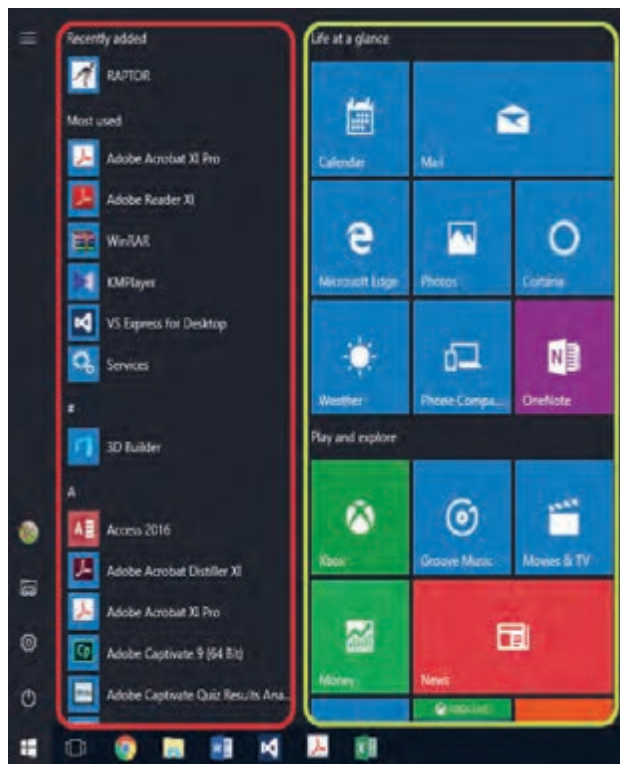 Recently added
RAPTOR
Most used
Adobe Acrobat XI Pro
Adobe Reader XI
WinRAR
KMPlayer
VS Express for Desktop
Services
#
3D Builder
A
Access 2016
Adobe Acrobat Distiller XI
Adobe Acrobat XI Pro
Adobe Captivate 9 (64 Bit)
Adobe Captivate Quiz Results Ana...
Life at a glance
Calendar
Mail
Microsoft Edge
Photos
Cortana
Weather
Phone Compa...
OneNote
Play and explore
Xbox
Groove Music
Movies & TV
Money
News